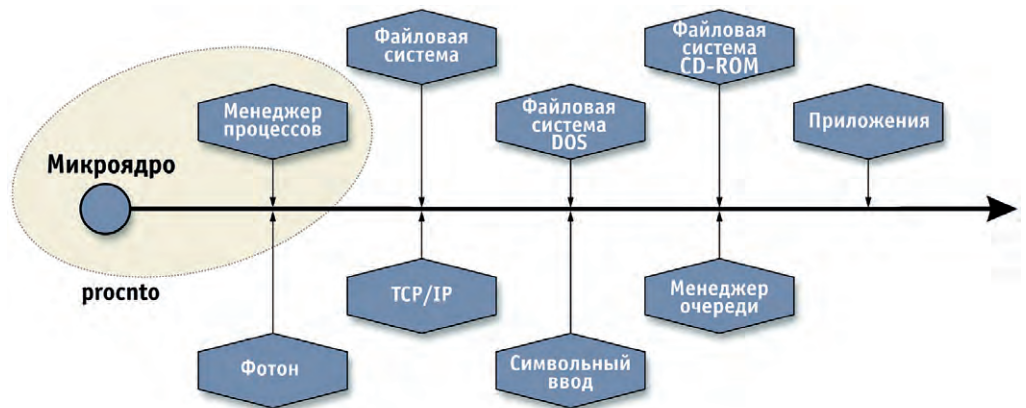 Файловая
система
Файловая
система
CD-ROM
Менеджер
процессов
Файловая
система
DOS
Приложения
Микроядро
procnto
TCP/IP
Менеджер
очереди
Фотон
Символьный
ввод